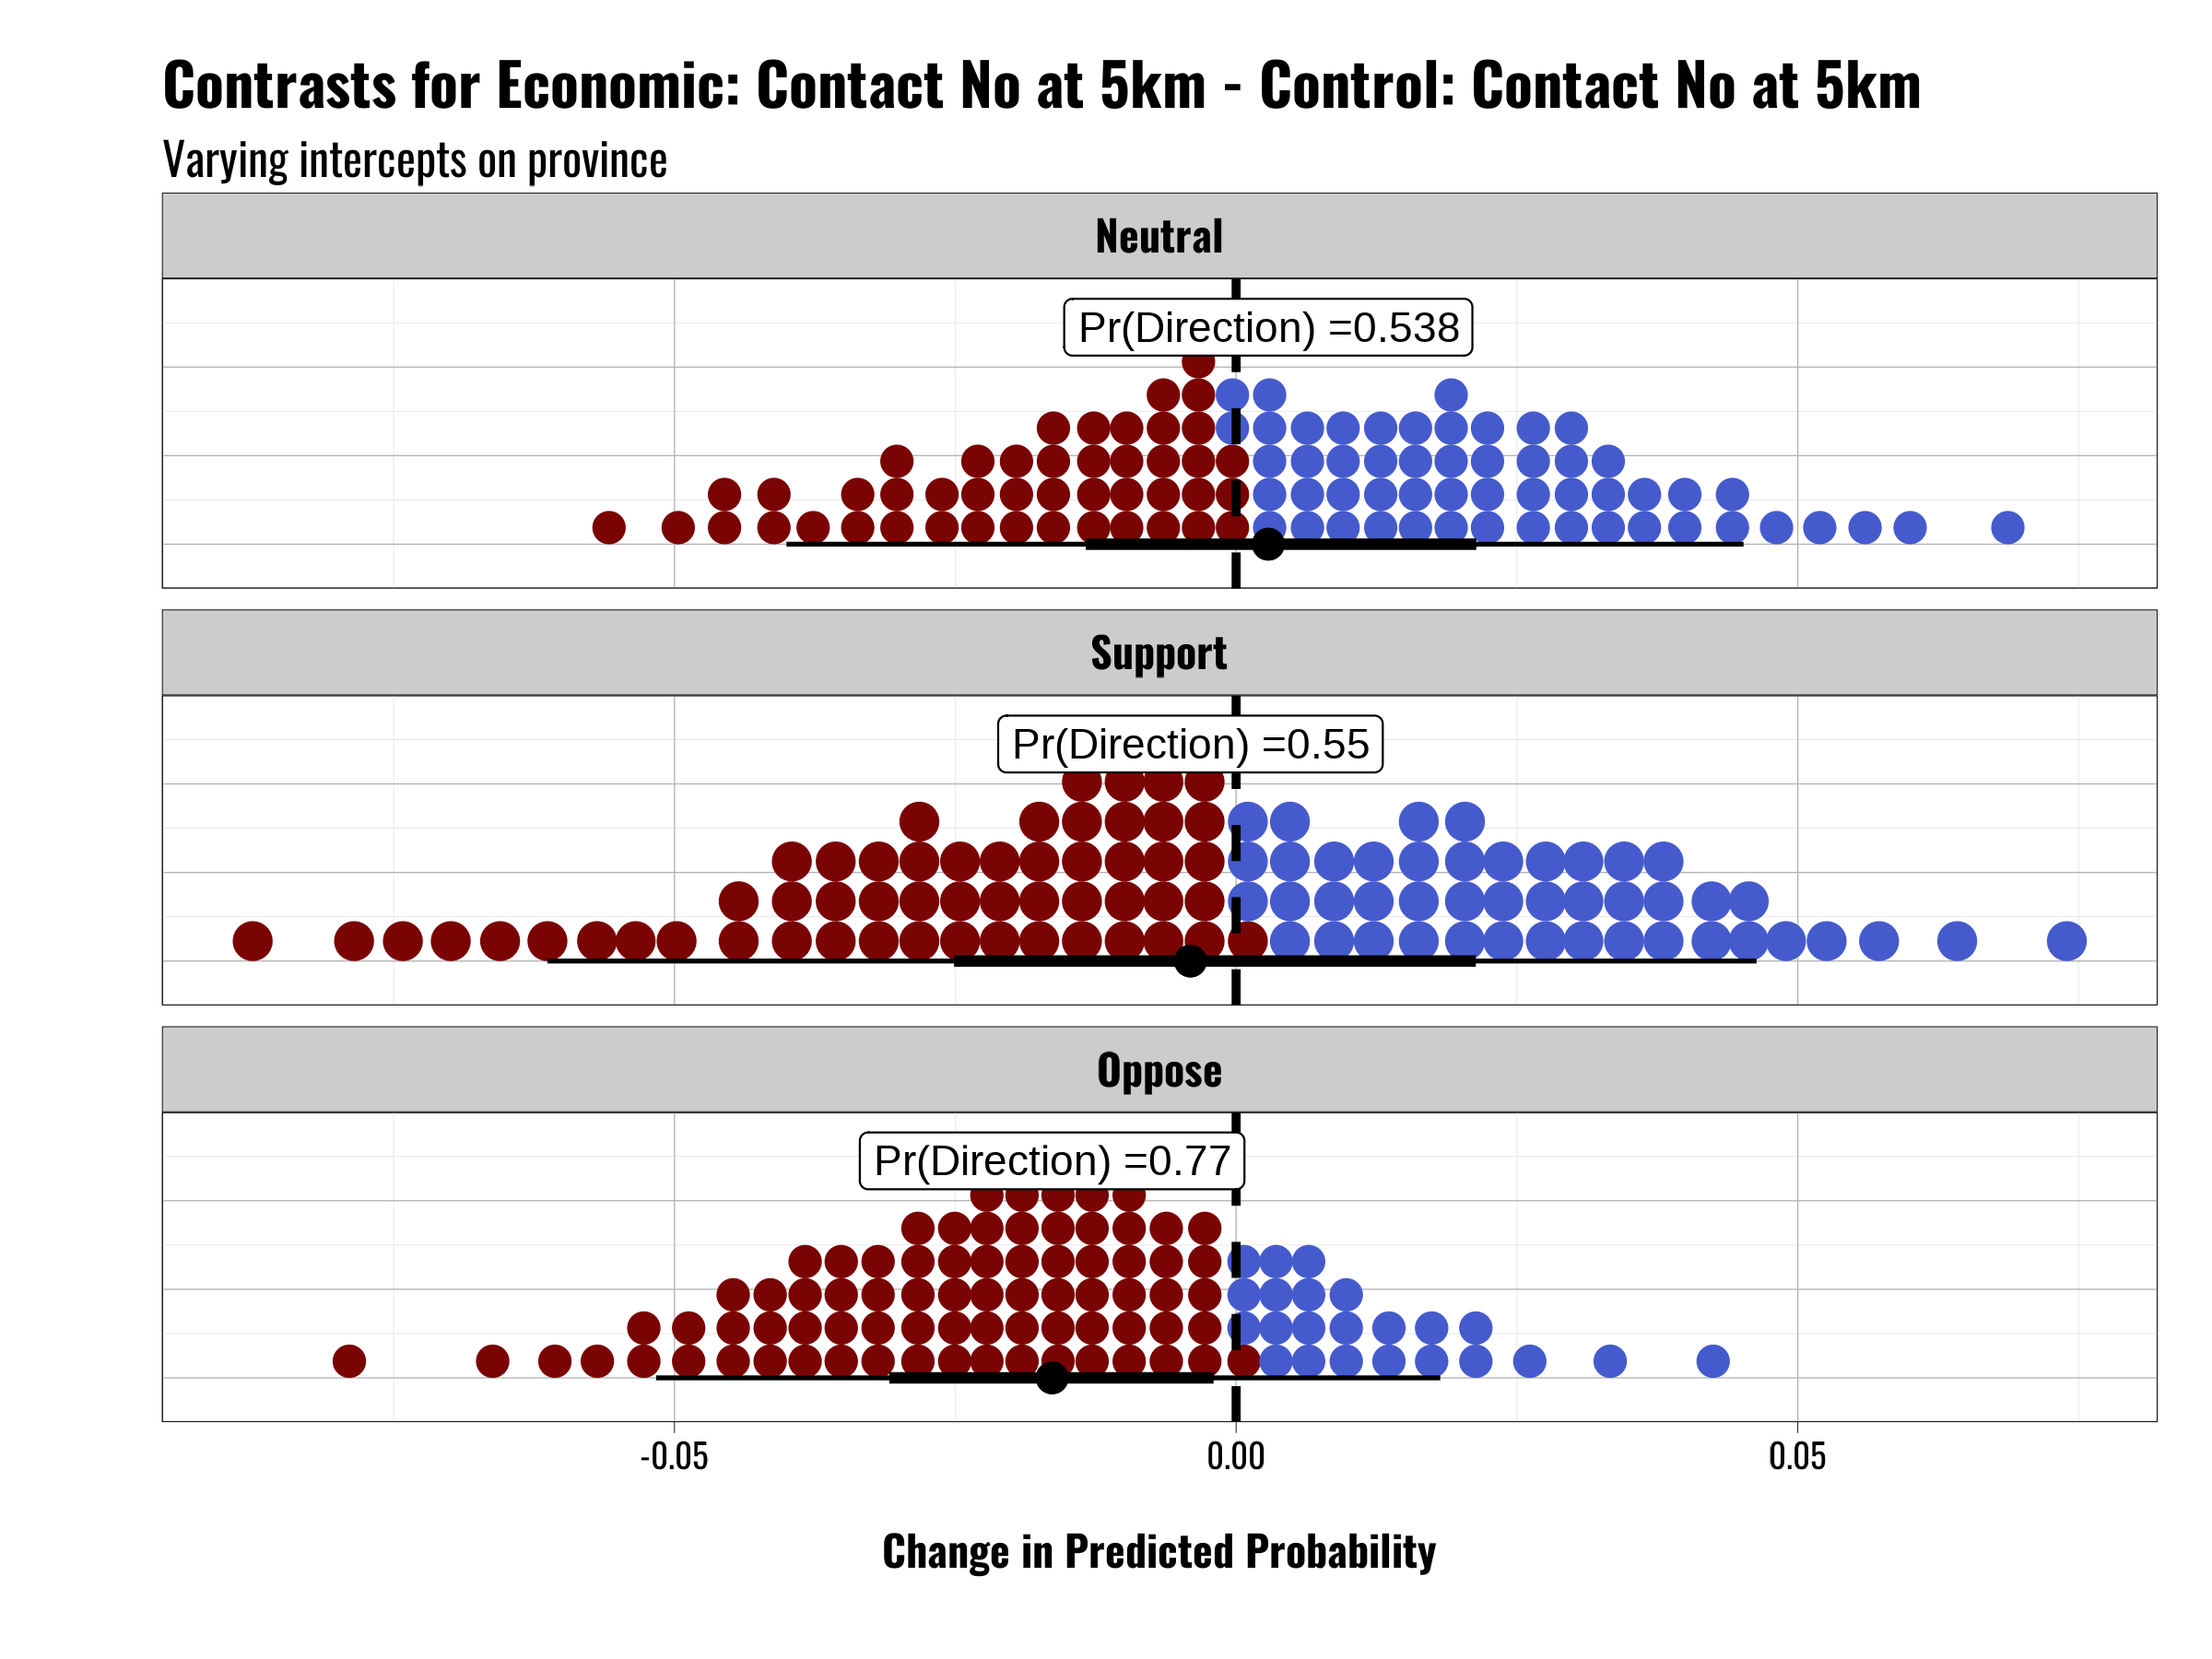 Contrasts for Economic: Contact No at 5km - Control: Contact No at 5km
Varying intercepts on province
Neutral
Pr(Direction) =0.538
Support
Pr(Direction) =0.55
Oppose
Pr(Direction) =0.77
-0.05 0.00 0.05
Change in Predicted Probability